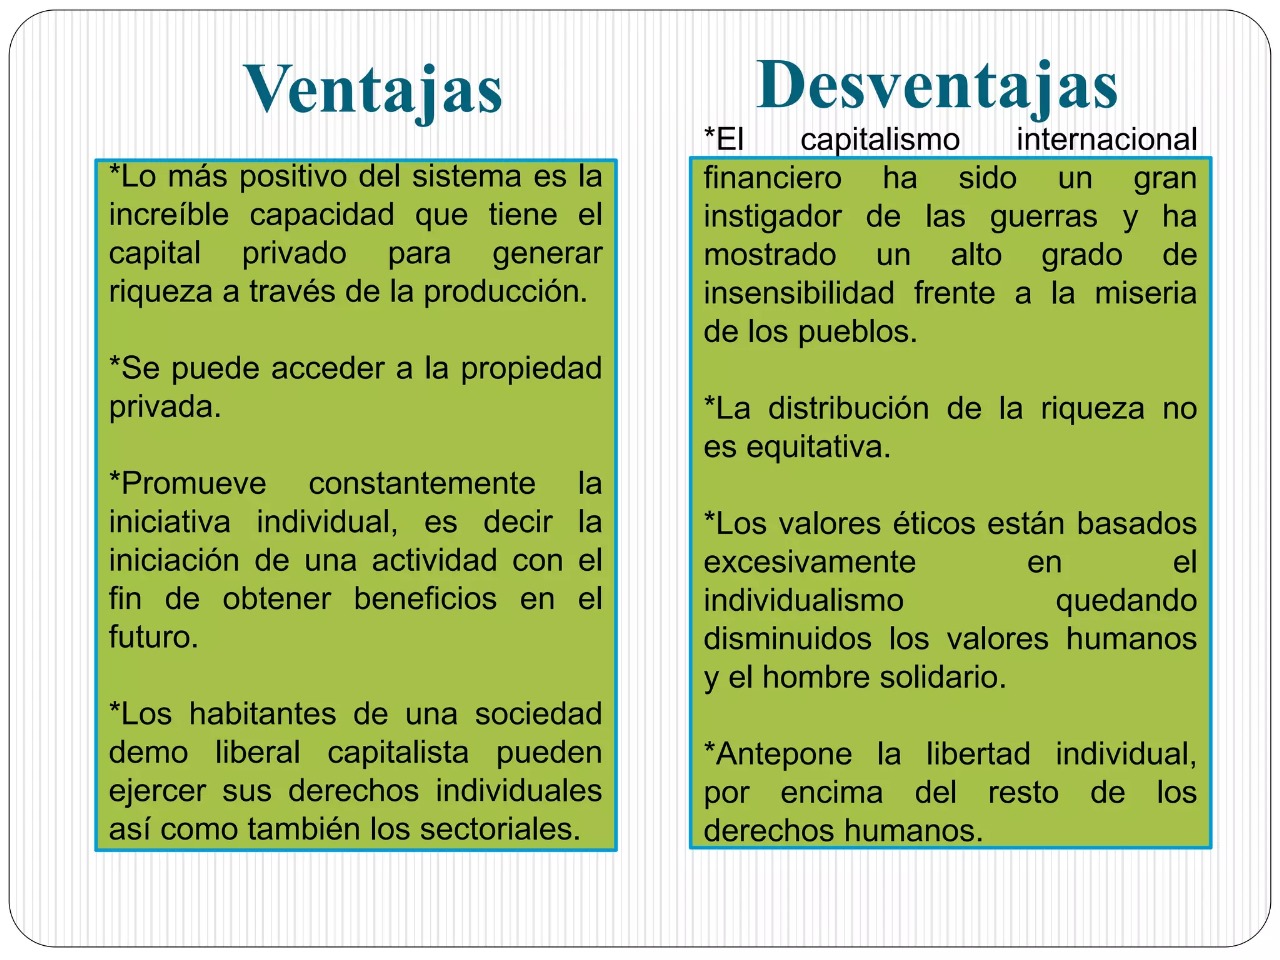 Ventajas
*Lo más positivo del sistema es la
increíble capacidad que tiene el
capital privado para generar
riqueza a través de la producción.
*Se puede acceder a la propiedad
privada.
*Promueve constantemente la
iniciativa individual, es decir la
iniciación de una actividad con el
fin de obtener beneficios en el
futuro.
*Los habitantes de una sociedad
demo liberal capitalista pueden
ejercer sus derechos individuales
así como también los sectoriales.
Desventajas
*El capitalismo internacional
financiero ha sido un gran
instigador de las guerras y ha
mostrado un alto grado de
insensibilidad frente a la miseria
de los pueblos.
*La distribución de la riqueza no
es equitativa.
*Los valores éticos están basados
excesivamente en el
individualismo quedando
disminuidos los valores humanos
y el hombre solidario.
*Antepone la libertad individual,
por encima del resto de los
derechos humanos.